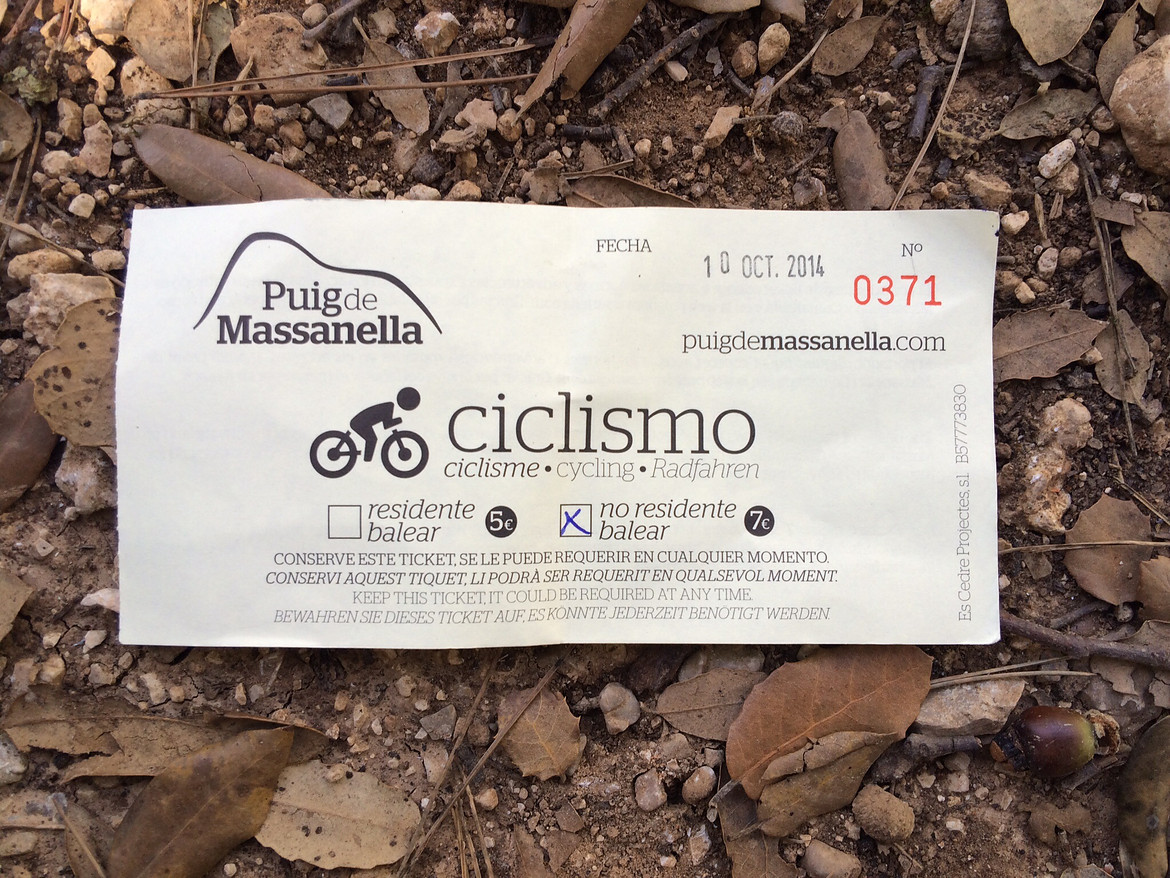 FECHA
10 OCT. 2014
Nº
0371
Puigde
Massanella
puigdemassanella.com
ciclismo
ciclisme • cycling • Radfahren
residente
balear
5€
X
no residente
balear
7€
CONSERVE ESTE TICKET, SE LE PUEDE REQUERIR EN CUALQUIER MOMENTO.
CONSERVI AQUEST TIQUET, LI PODRÀ SER REQUERIT EN QUALSEVOL MOMENT.
KEEP THIS TICKET, IT COULD BE REQUIRED AT ANY TIME.
BEWAHREN SIE DIESES TICKET AUF, ES KÖNNTE JEDERZEIT BENÖTIGT WERDEN.
Es Cedre Projectes, s.l. B57773830